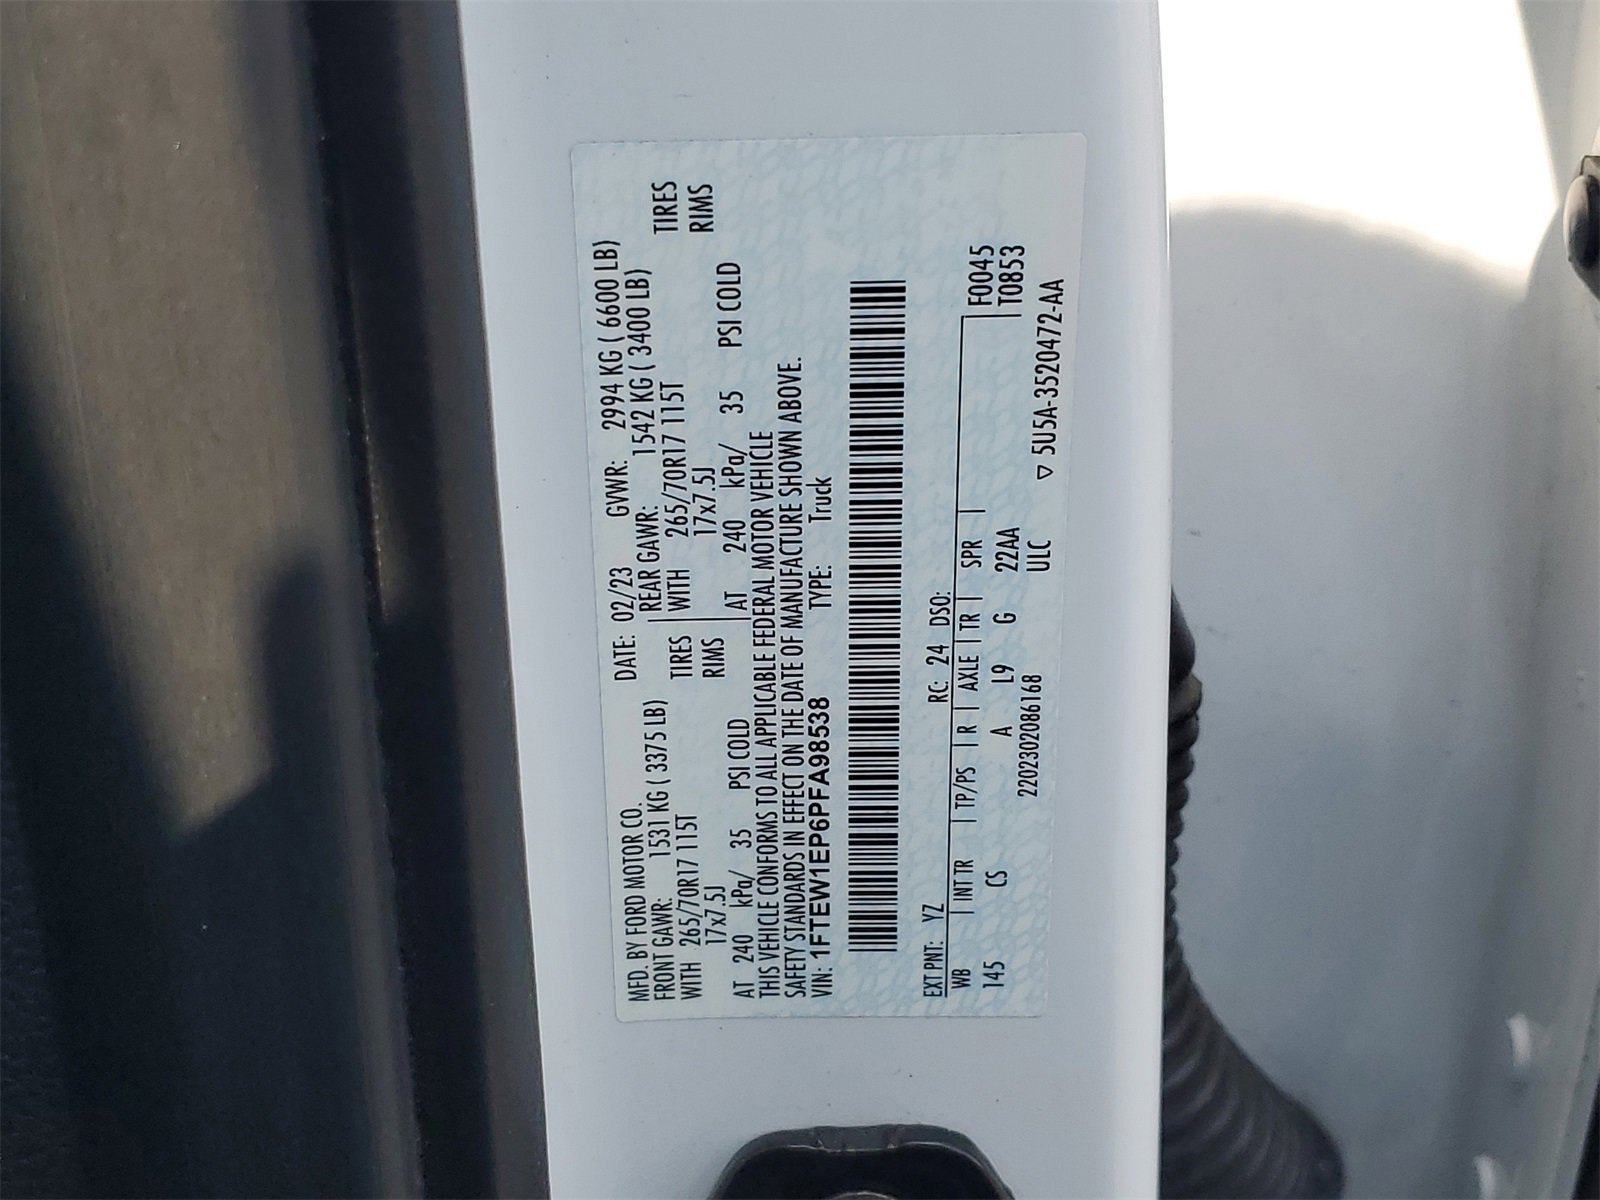 MFD. BY FORD MOTOR CO. DATE: 02/23 GVWR: 2994 KG ( 6600 LB)
FRONT GAWR: 1531 KG ( 3375 LB) REAR GAWR: 1542 KG ( 3400 LB)
WITH 265/70R17 115T TIRES WITH 265/70R17 115T TIRES
17x7.5J RIMS 17x7.5J RIMS
AT 240 kPa/ 35 PSI COLD AT 240 kPa/ 35 PSI COLD
THIS VEHICLE CONFORMS TO ALL APPLICABLE FEDERAL MOTOR VEHICLE
SAFETY STANDARDS IN EFFECT ON THE DATE OF MANUFACTURE SHOWN ABOVE.
VIN: 1FTEW1EP6PFA98538 TYPE: Truck
EXT PNT: YZ RC: 24 DSO:
WB | INT TR | TP/PS | R | AXLE | TR | SPR | F0045
145 CS A L9 G 22AA T0853
2202302086168 ULC ▽ 5U5A-3520472-AA